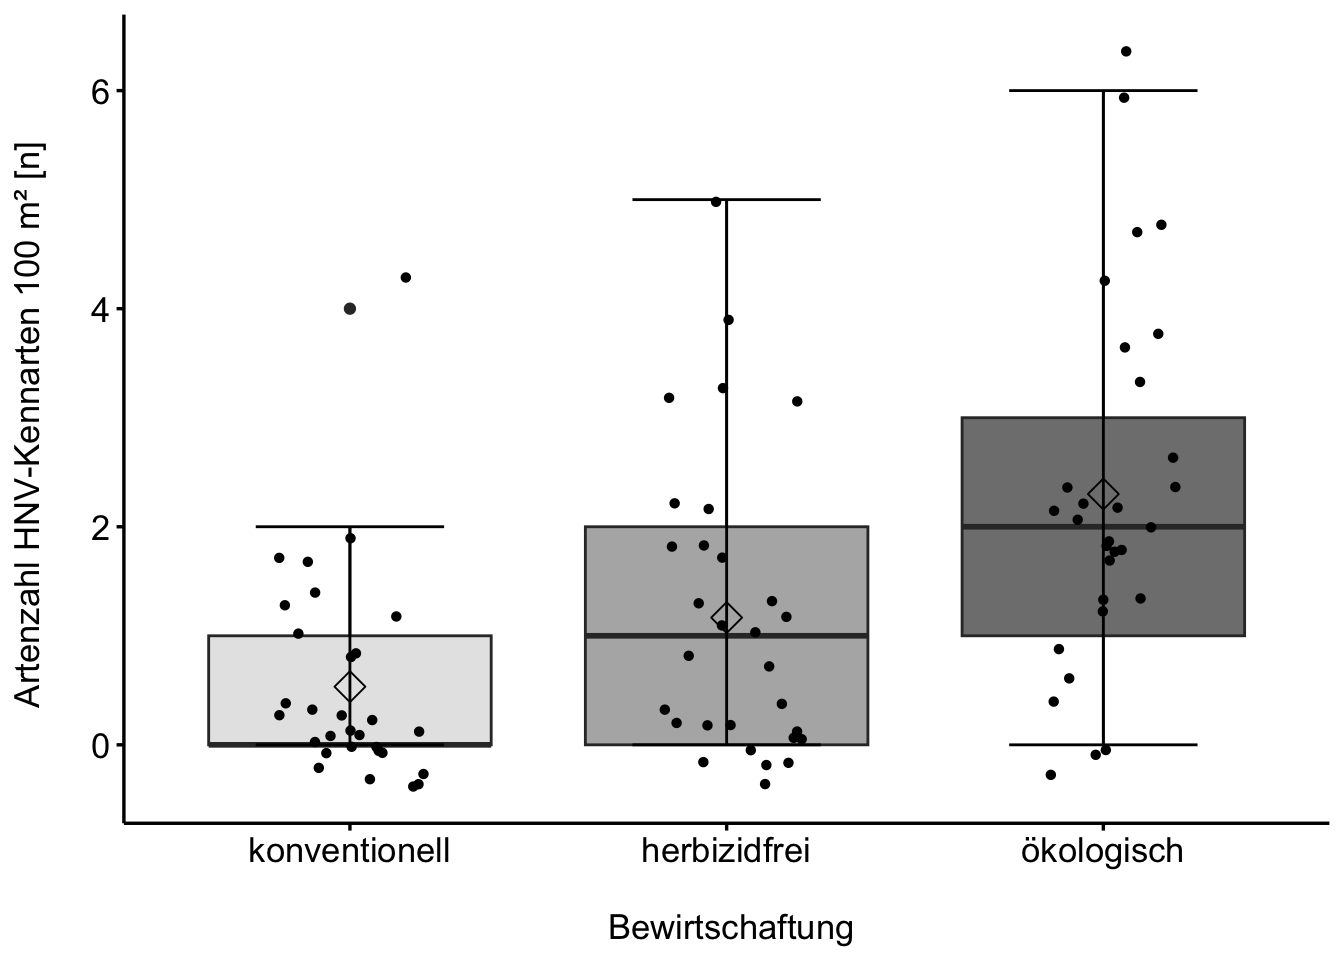 Artenzahl HNV-Kennarten 100 m² [n]
6
4
2
0
konventionell
herbizidfrei
ökologisch
Bewirtschaftung